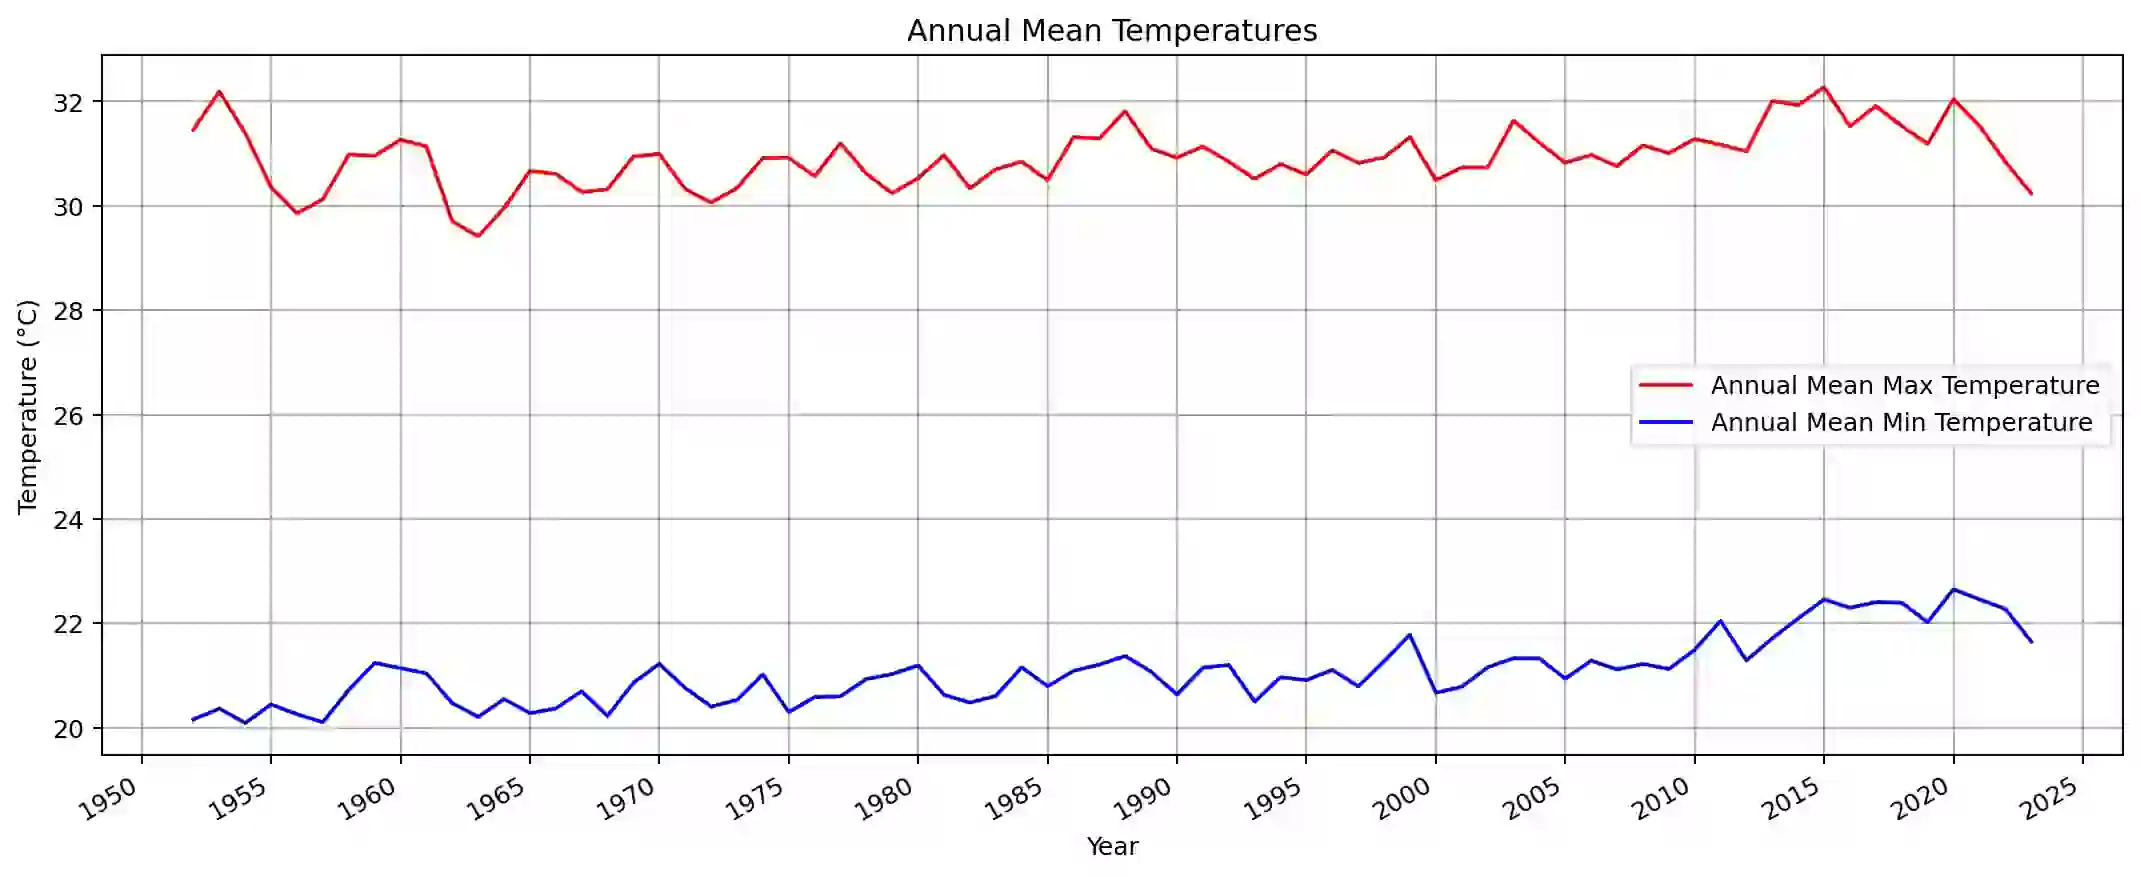 Annual Mean Temperatures
32
30
28
26
24
22
20
Temperature (°C)
Annual Mean Max Temperature
Annual Mean Min Temperature
1950 1955 1960 1965 1970 1975 1980 1985 1990 1995 2000 2005 2010 2015 2020 2025
Year